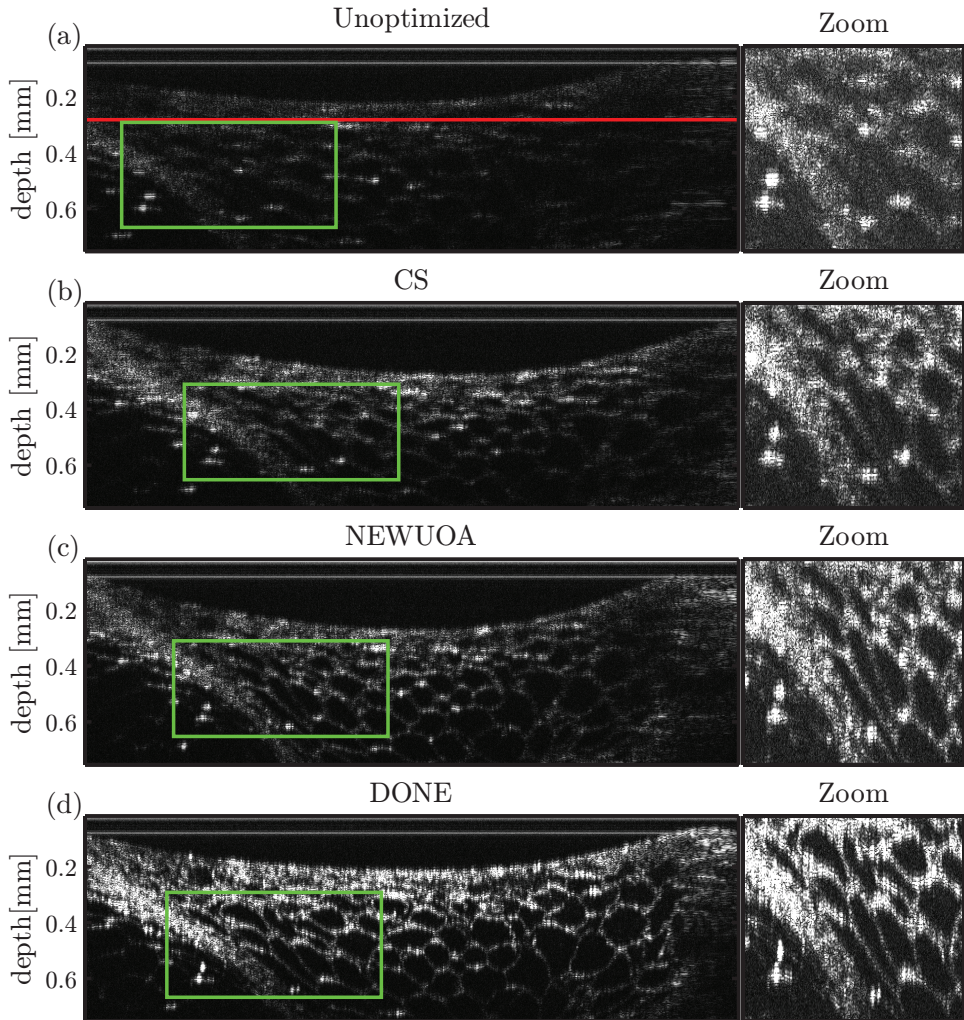 Unoptimized
Zoom
(a)
0.2
0.4
0.6
depth [mm]
CS
Zoom
(b)
0.2
0.4
0.6
depth [mm]
NEWUOA
Zoom
(c)
0.2
0.4
0.6
depth [mm]
DONE
Zoom
(d)
0.2
0.4
0.6
depth[mm]